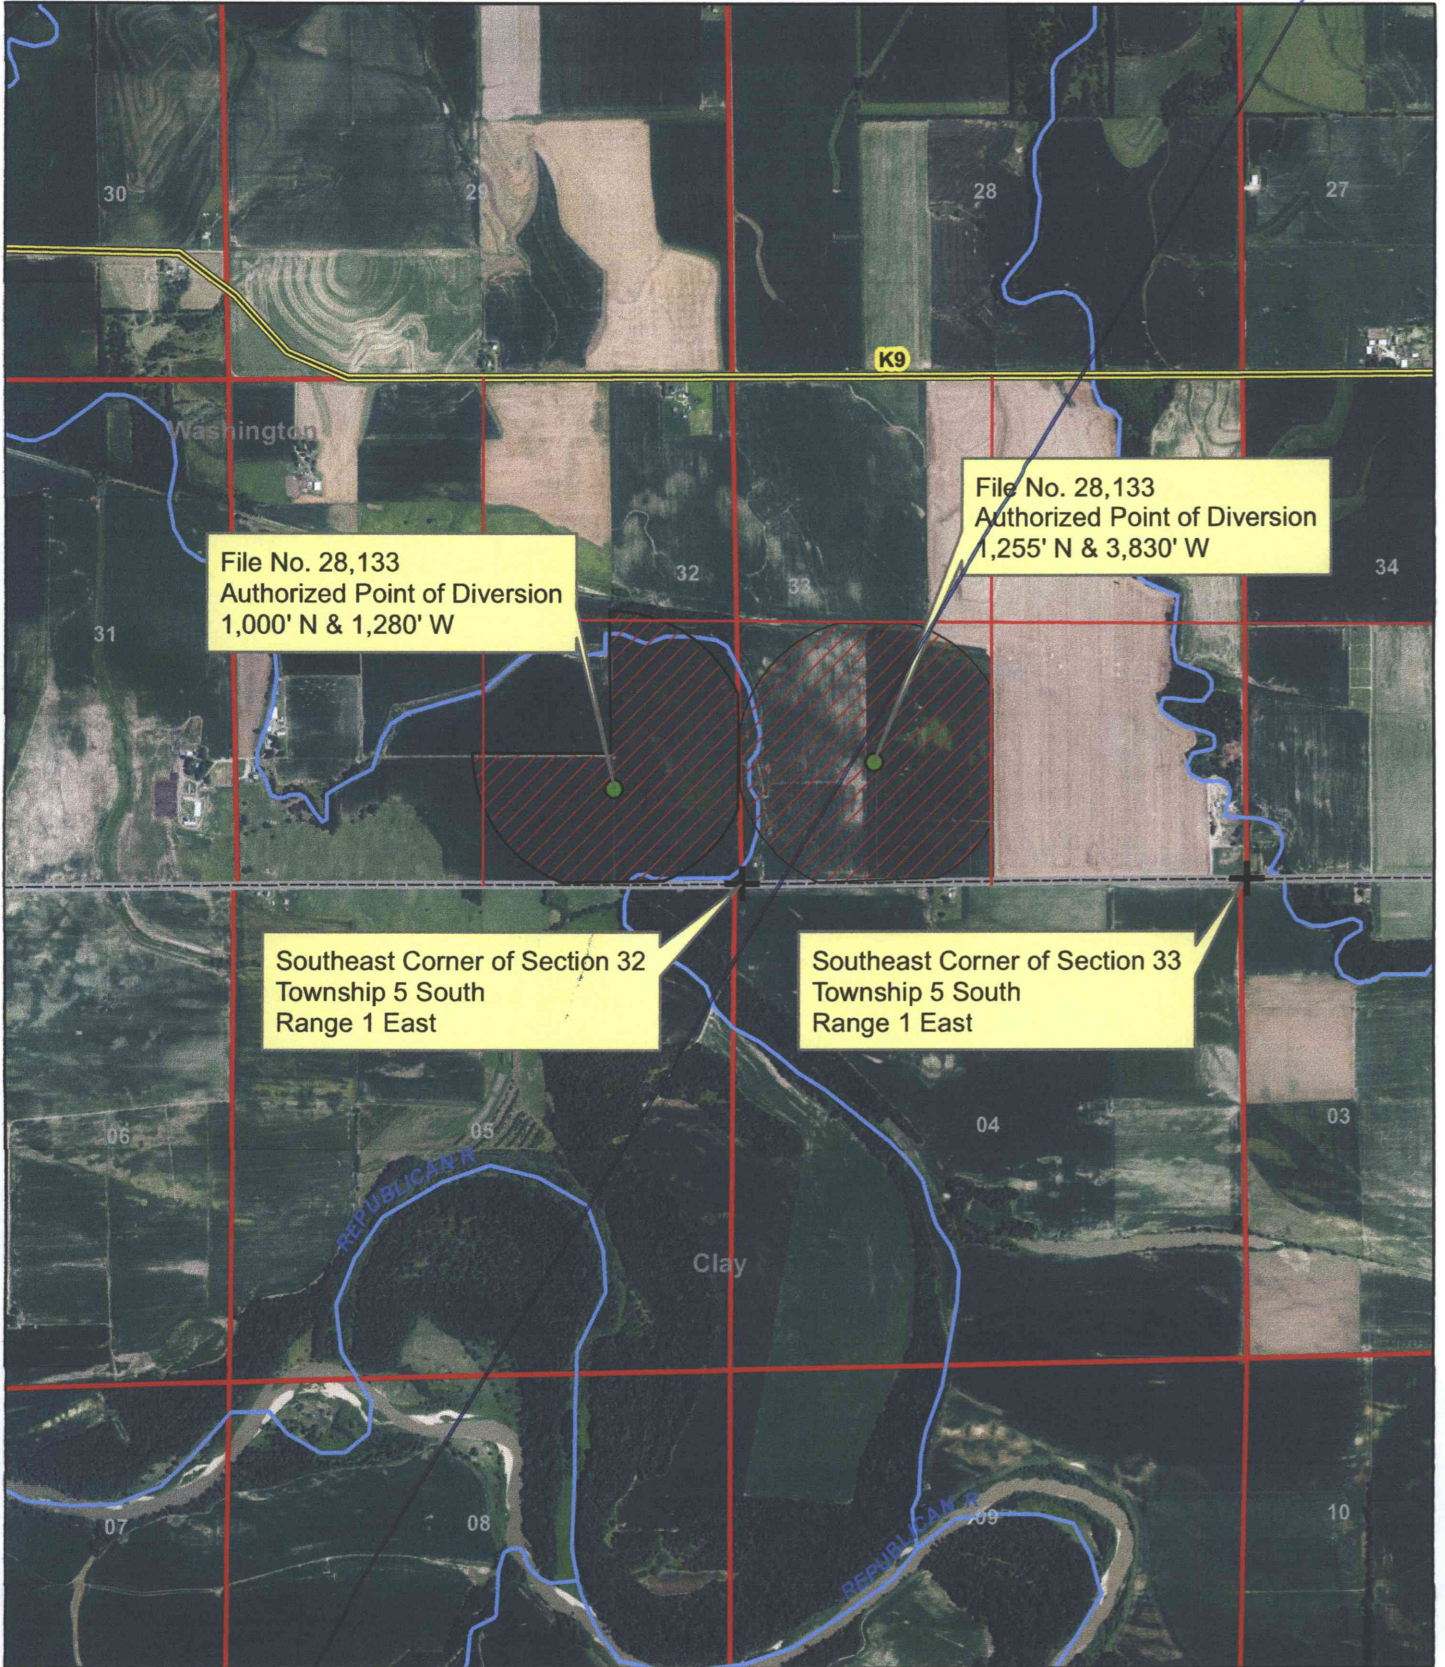 30
29
28
27
K9
Washington
File No. 28,133
Authorized Point of Diversion
1,255' N & 3,830' W
File No. 28,133
Authorized Point of Diversion
1,000' N & 1,280' W
32
33
34
31
Southeast Corner of Section 32
Township 5 South
Range 1 East
Southeast Corner of Section 33
Township 5 South
Range 1 East
06
05
04
03
REPUBLICAN R
Clay
07
08
REPUBLICAN R
09
10